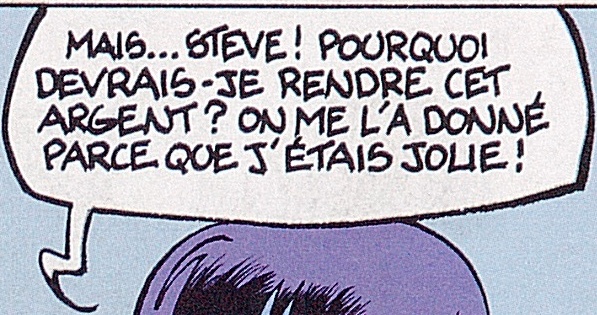 MAIS... STEVE! POURQUOI
DEVRAIS-JE RENDRE CET
ARGENT? ON ME L'A DONNÉ
PARCE QUE J'ÉTAIS JOLIE!